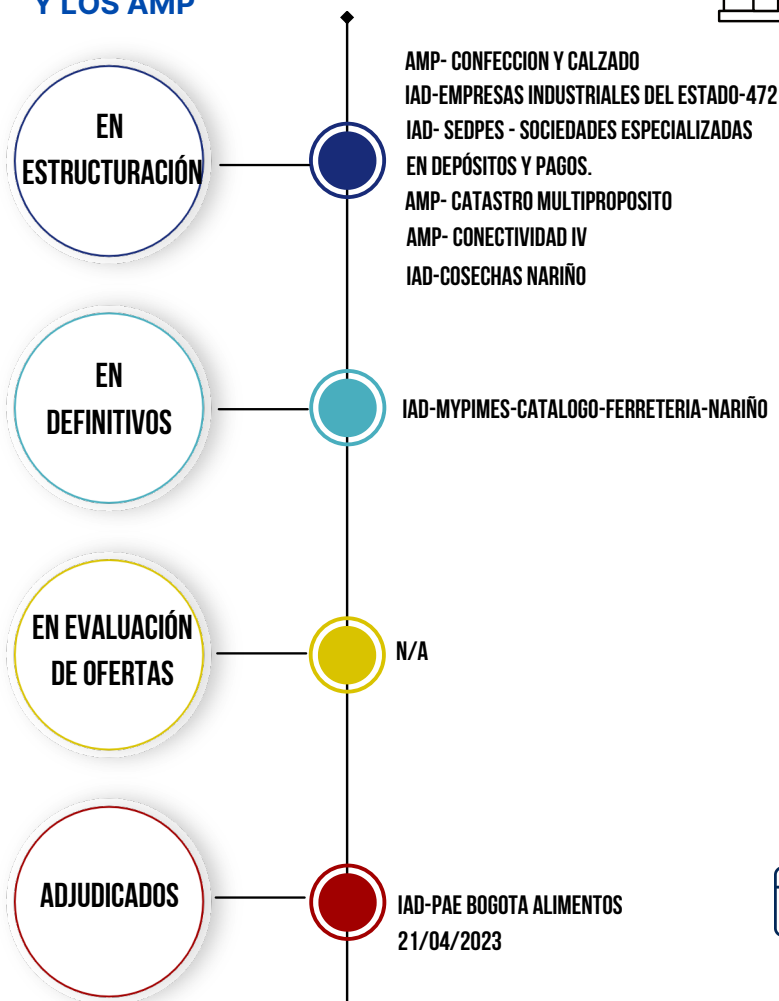 Y LOS AMP
EN
ESTRUCTURACIÓN
AMP- CONFECCION Y CALZADO
IAD-EMPRESAS INDUSTRIALES DEL ESTADO-472
IAD- SEDPES - SOCIEDADES ESPECIALIZADAS
EN DEPÓSITOS Y PAGOS.
AMP- CATASTRO MULTIPROPOSITO
AMP- CONECTIVIDAD IV
IAD-COSECHAS NARIÑO
EN
DEFINITIVOS
IAD-MYPIMES-CATALOGO-FERRETERIA-NARIÑO
EN EVALUACIÓN
DE OFERTAS
N/A
ADJUDICADOS
IAD-PAE BOGOTA ALIMENTOS
21/04/2023